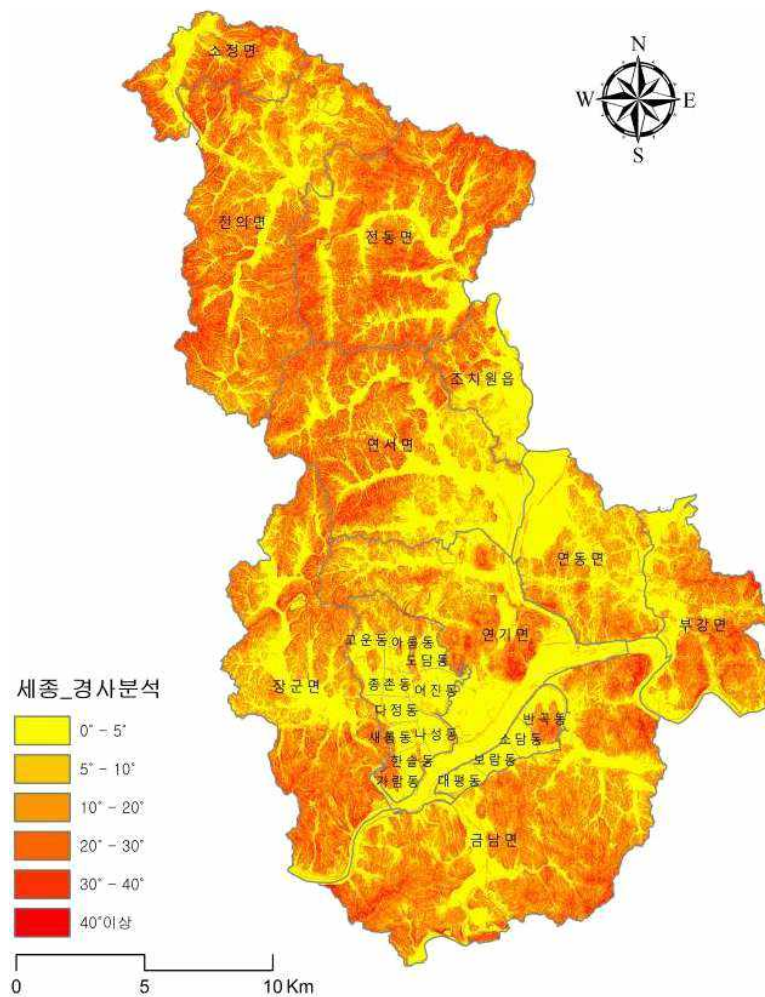 N
W
E
S
소정면
전의면
전동면
조치원읍
연서면
연동면
부강면
연기면
고운동
아름동
도담동
종촌동
어진동
장군면
다정동
반곡동
새롬동
나성동
소담동
한솔동
보람동
가람동
대평동
금남면
세종_경사분석
0° - 5°
5° - 10°
10° - 20°
20° - 30°
30° - 40°
40°이상
0
5
10 Km